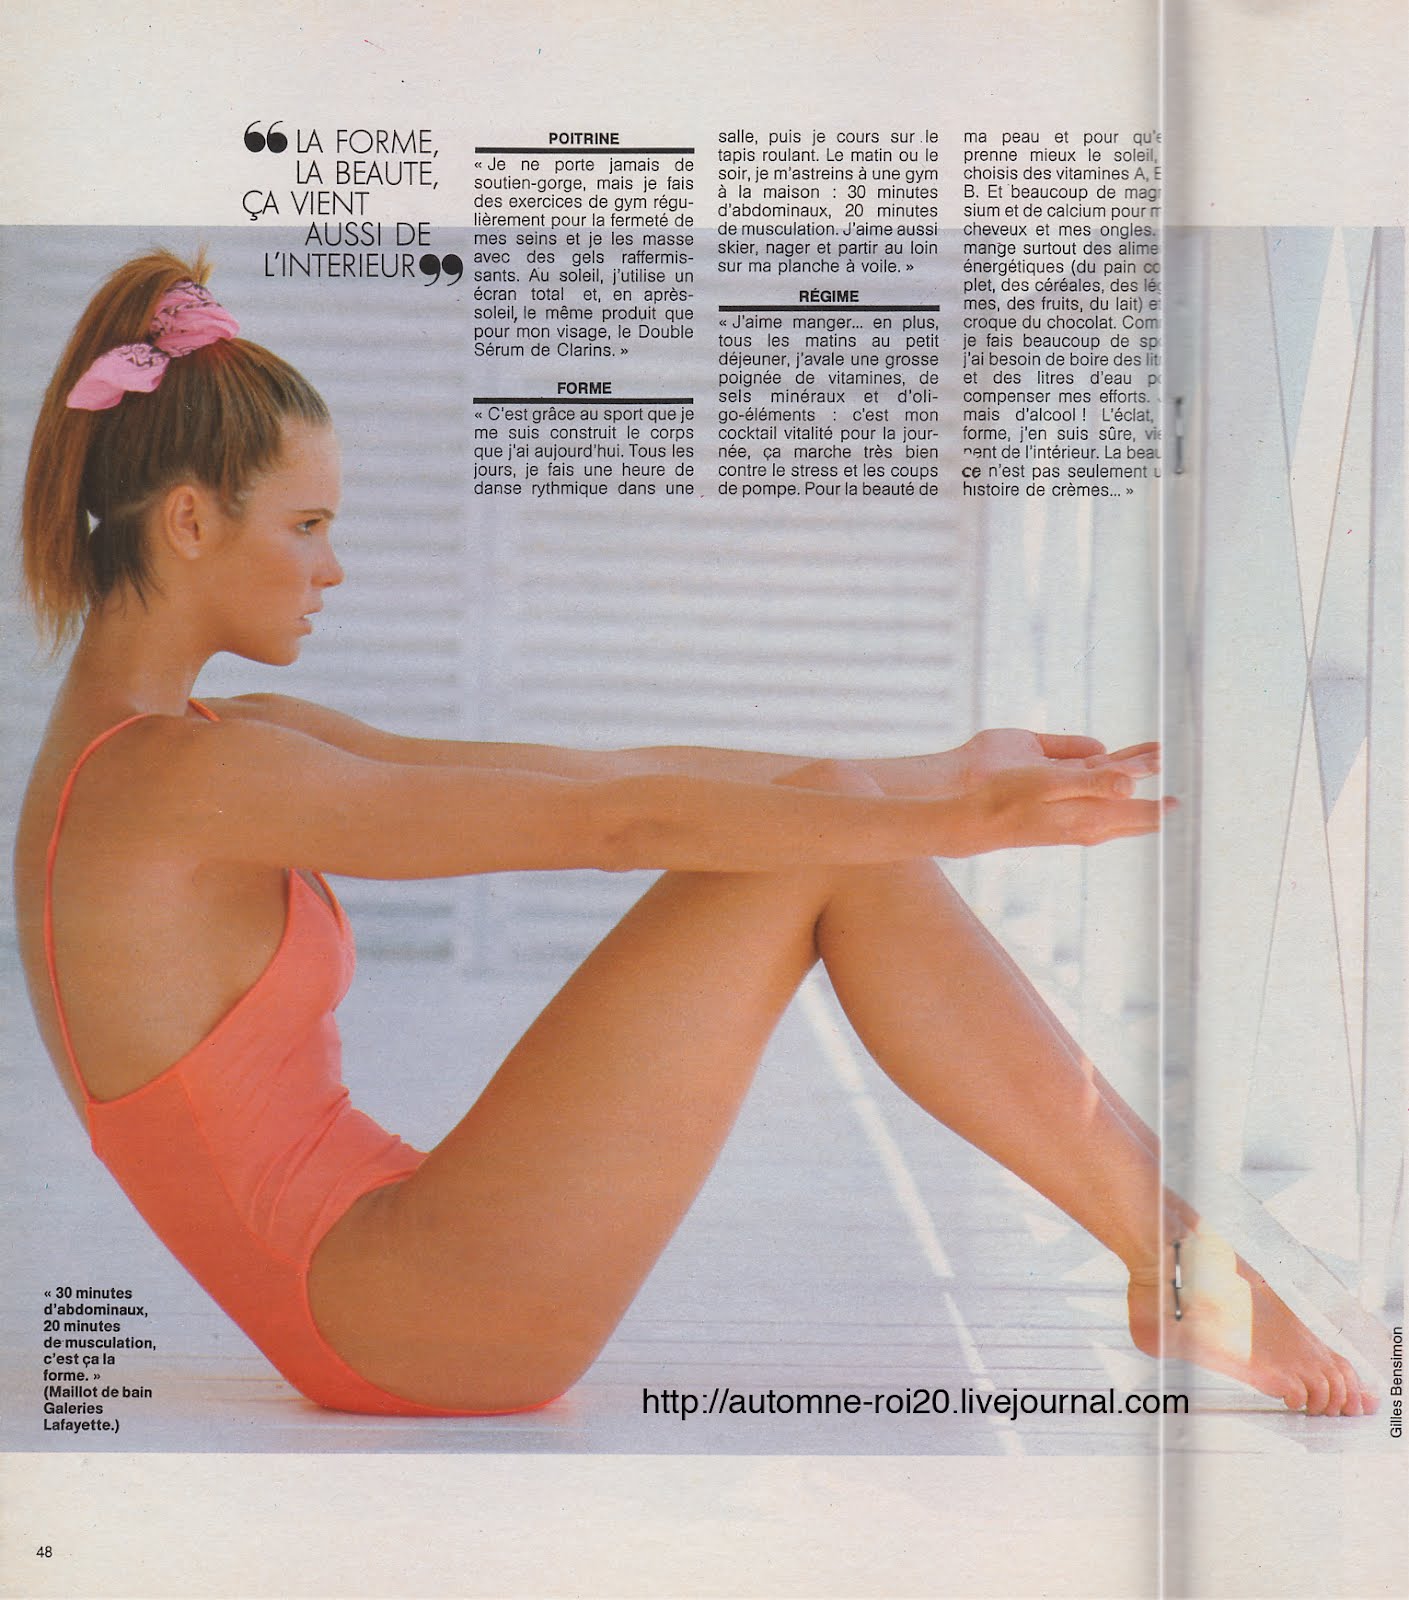 “ LA FORME,
LA BEAUTE,
ÇA VIENT
AUSSI DE
L'INTERIEUR ”
POITRINE
« Je ne porte jamais de
soutien-gorge, mais je fais
des exercices de gym régu-
lièrement pour la fermeté de
mes seins et je les masse
avec des gels raffermis-
sants. Au soleil, j'utilise un
écran total et, en après-
soleil, le même produit que
pour mon visage, le Double
Sérum de Clarins. »
FORME
« C'est grâce au sport que je
me suis construit le corps
que j'ai aujourd'hui. Tous les
jours, je fais une heure de
danse rythmique dans une
salle, puis je cours sur le
tapis roulant. Le matin ou le
soir, je m'astreins à une gym
à la maison : 30 minutes
d'abdominaux, 20 minutes
de musculation. J'aime aussi
skier, nager et partir au loin
sur ma planche à voile. »
RÉGIME
« J'aime manger... en plus,
tous les matins au petit
déjeuner, j'avale une grosse
poignée de vitamines, de
sels minéraux et d'oli-
go-éléments : c'est mon
cocktail vitalité pour la jour-
née, ça marche très bien
contre le stress et les coups
de pompe. Pour la beauté de
ma peau et pour
prenne mieux le soleil,
choisis des vitamines A,
B. Et beaucoup de
sium et de calcium pour
cheveux et mes ongles.
mange surtout des
énergétiques (du pain
plet, des céréales, des
mes, des fruits, du lait)
croque du chocolat.
je fais beaucoup de
j'ai besoin de boire des
et des litres d'eau
compenser mes efforts.
mais d'alcool ! L'éclat,
forme, j'en suis sûre,
nent de l'intérieur. La
ce n'est pas seulement
histoire de crèmes... »
« 30 minutes
d'abdominaux,
20 minutes
de musculation,
c'est ça la
forme. »
(Maillot de bain
Galeries
Lafayette.)
http://automne-roi20.livejournal.com
Gilles Bensimon
48